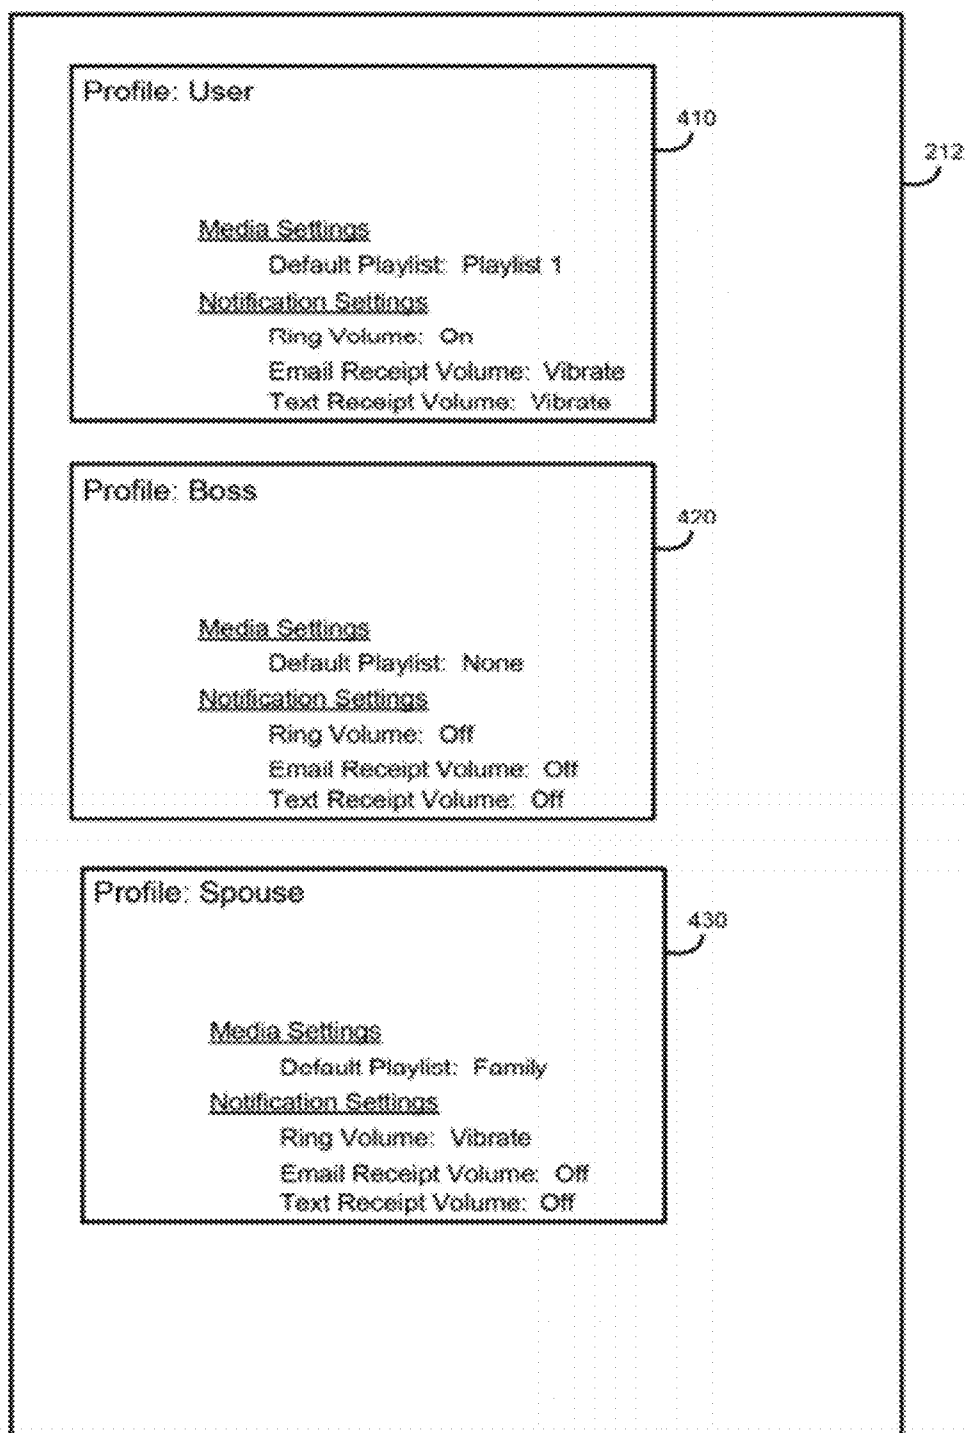 Profile: User
410
212
Media Settings
Default Playlist: Playlist 1
Notification Settings
Ring Volume: On
Email Receipt Volume: Vibrate
Text Receipt Volume: Vibrate
Profile: Boss
420
Media Settings
Default Playlist: None
Notification Settings
Ring Volume: Off
Email Receipt Volume: Off
Text Receipt Volume: Off
Profile: Spouse
430
Media Settings
Default Playlist: Family
Notification Settings
Ring Volume: Vibrate
Email Receipt Volume: Off
Text Receipt Volume: Off